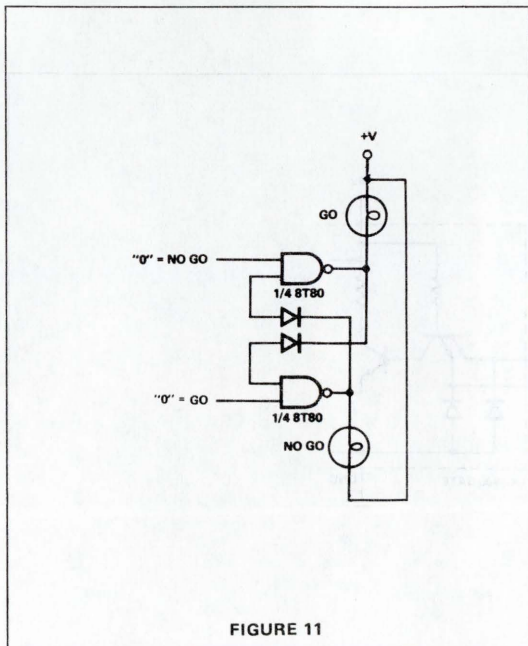 +V
GO
"0" = NO GO
1/4 8T80
"0" = GO
1/4 8T80
NO GO
FIGURE 11